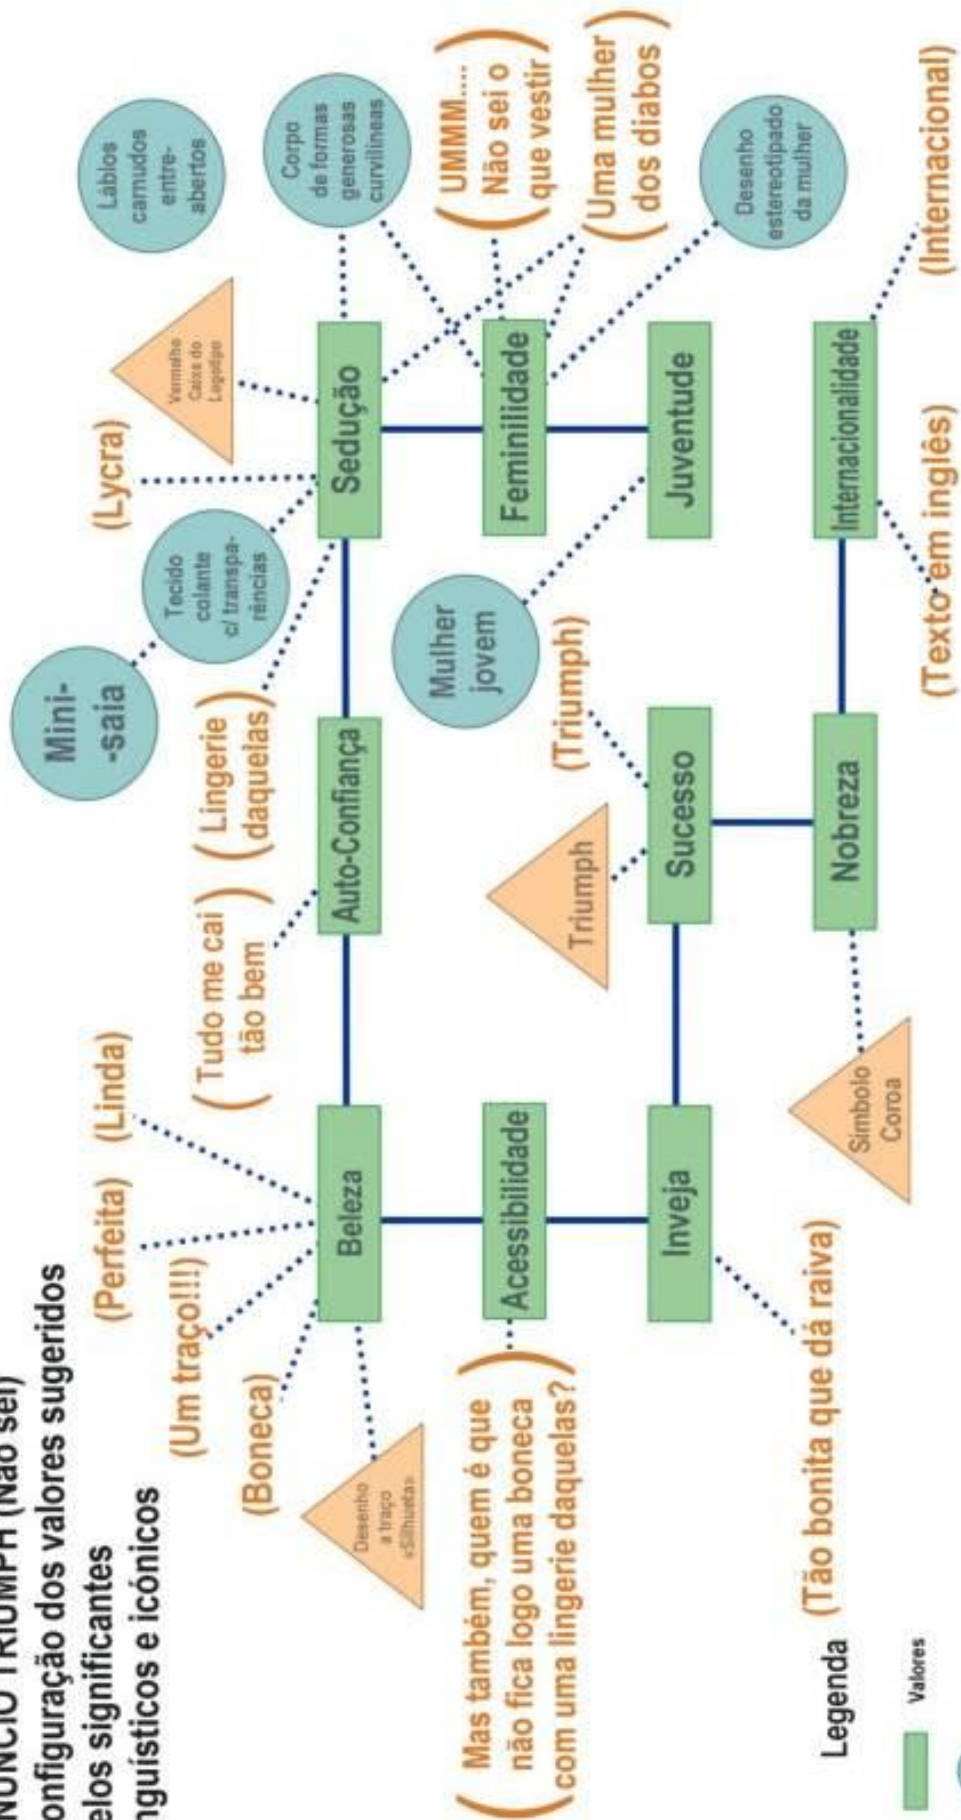 NÚNCIO TRIUMPH (Não sei)
onfiguração dos valores sugeridos
elos significantes
nguísticos e icónicos
(Boneca)
(Um traço!!!)
(Perfeita)
(Linda)
(Tudo me cai
tão bem)
(Lingerie
daquelas)
Mini-
-saia
Tecido
colante
c/ transpa-
rências
(Lycra)
Vermelho
Caixa do
Logotipo
Lábios
carnudos
entre-
abertos
Corpo
de formas
generosas
curvilíneas
(UMMM....
Não sei o
que vestir)
(Uma mulher
dos diabos)
Desenho
estereotipado
da mulher
Desenho
a traço
«Silhueta»
Beleza
Auto-Confiança
Sedução
(Mas também, quem é que
não fica logo uma boneca
com uma lingerie daquelas?)
Acessibilidade
Feminilidade
Mulher
jovem
Triumph
(Triumph)
Inveja
Sucesso
Juventude
(Tão bonita que dá raiva)
Símbolo
Coroa
Nobreza
Internacionalidade
(Texto em inglês)
(Internacional)
Legenda
Valores